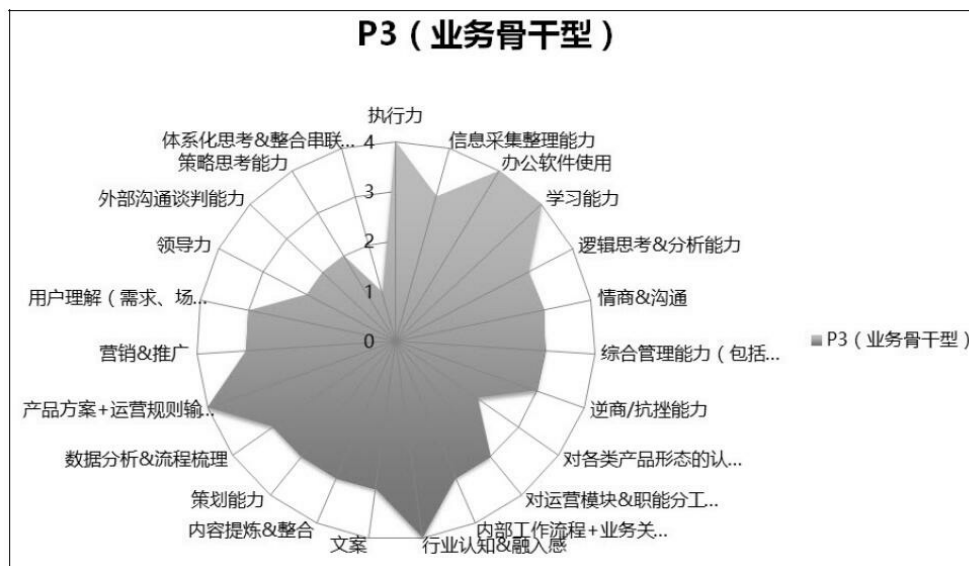 P3（业务骨干型）
执行力
信息采集整理能力
办公软件使用
学习能力
逻辑思考&分析能力
情商&沟通
综合管理能力（包括…
逆商/抗挫能力
对各类产品形态的认…
对运营模块&职能分工…
内部工作流程+业务关…
行业认知&融入感
文案
内容提炼&整合
策划能力
数据分析&流程梳理
产品方案+运营规则输…
营销&推广
用户理解（需求、场…
领导力
外部沟通谈判能力
策略思考能力
体系化思考&整合串联…
4
3
2
1
0
P3（业务骨干型）